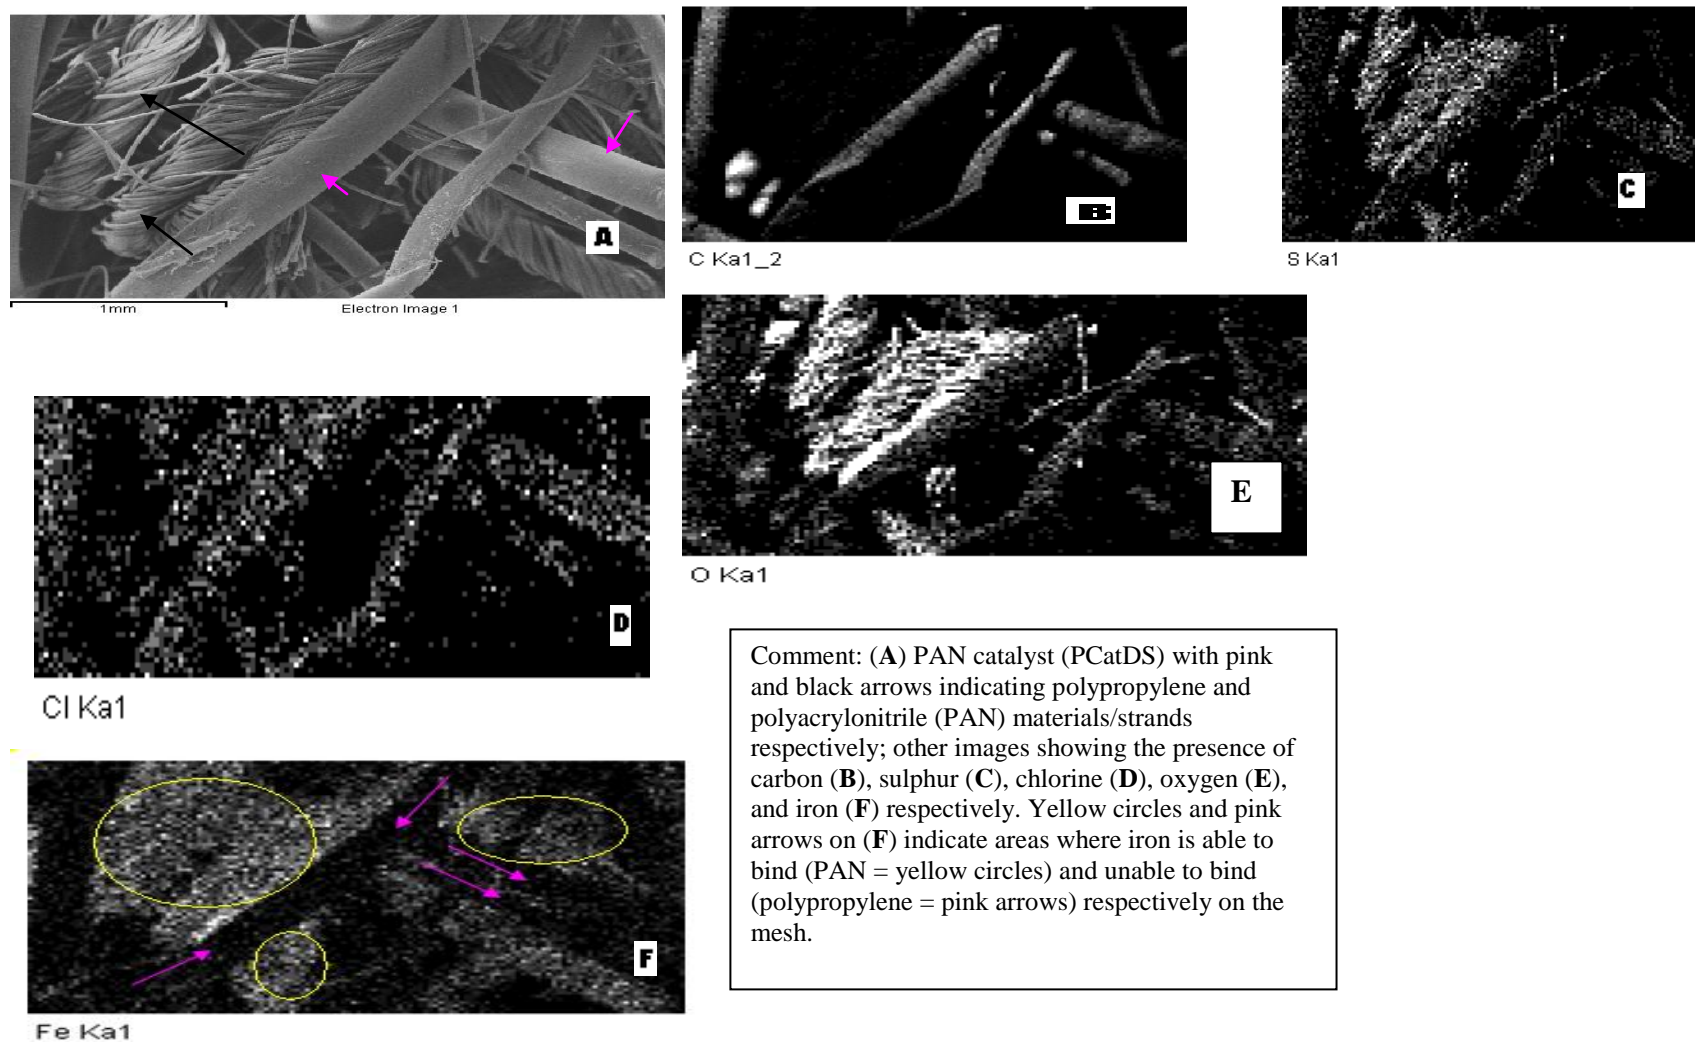 A
1mm
Electron Image 1
B
C Ka1_2
C
S Ka1
D
Cl Ka1
E
O Ka1
F
Fe Ka1
Comment: (A) PAN catalyst (PCatDS) with pink
and black arrows indicating polypropylene and
polyacrylonitrile (PAN) materials/strands
respectively; other images showing the presence of
carbon (B), sulphur (C), chlorine (D), oxygen (E),
and iron (F) respectively. Yellow circles and pink
arrows on (F) indicate areas where iron is able to
bind (PAN = yellow circles) and unable to bind
(polypropylene = pink arrows) respectively on the
mesh.